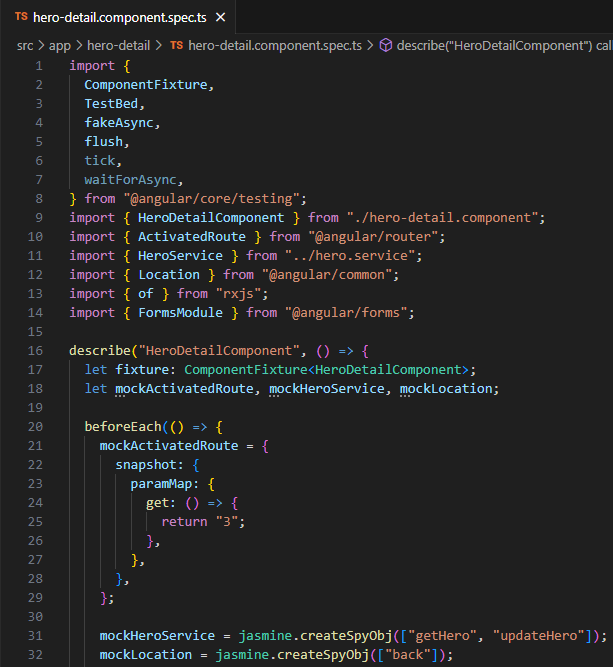 TS hero-detail.component.spec.ts ×
src > app > hero-detail > TS hero-detail.component.spec.ts > describe("HeroDetailComponent") cal
1 import {
2   ComponentFixture,
3   TestBed,
4   fakeAsync,
5   flush,
6   tick,
7   waitForAsync,
8 } from "@angular/core/testing";
9 import { HeroDetailComponent } from "./hero-detail.component";
10 import { ActivatedRoute } from "@angular/router";
11 import { HeroService } from "../hero.service";
12 import { Location } from "@angular/common";
13 import { of } from "rxjs";
14 import { FormsModule } from "@angular/forms";
15
16 describe("HeroDetailComponent", () => {
17   let fixture: ComponentFixture<HeroDetailComponent>;
18   let mockActivatedRoute, mockHeroService, mockLocation;
19
20   beforeEach(() => {
21     mockActivatedRoute = {
22       snapshot: {
23         paramMap: {
24           get: () => {
25             return "3";
26           },
27         },
28       },
29     };
30
31     mockHeroService = jasmine.createSpyObj(["getHero", "updateHero"]);
32     mockLocation = jasmine.createSpyObj(["back"]);